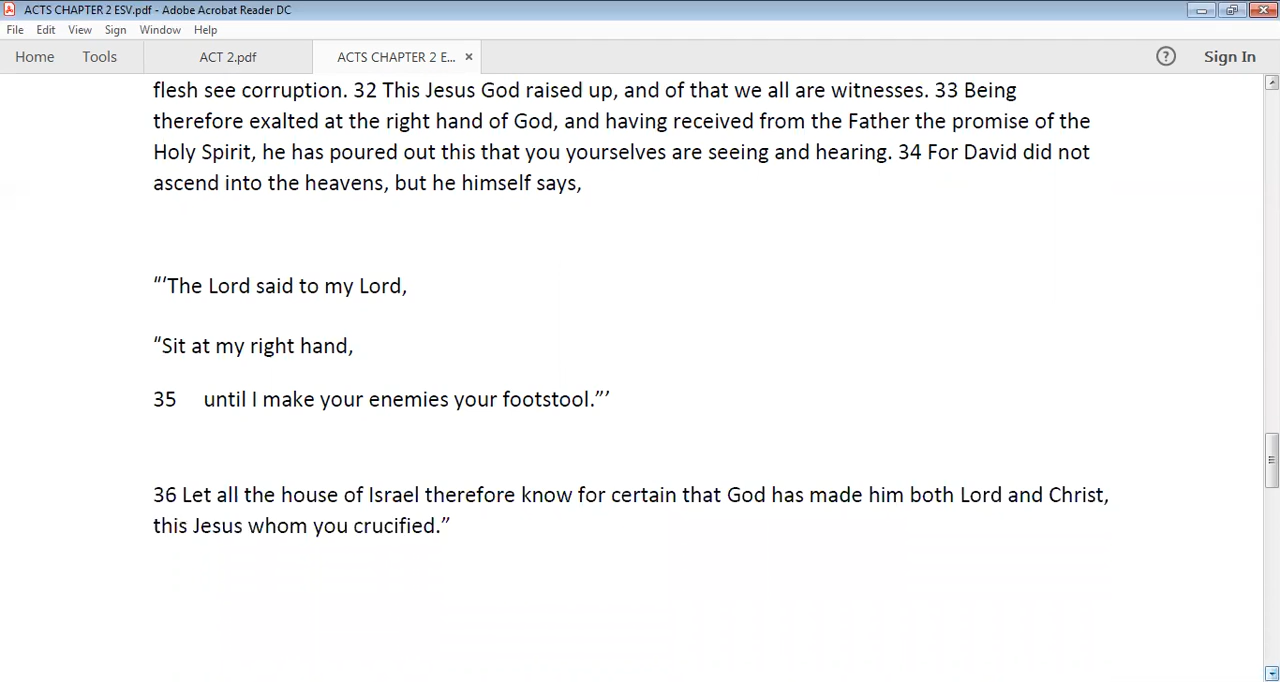 ACTS CHAPTER 2 ESV.pdf - Adobe Acrobat Reader DC
File Edit View Sign Window Help
Home Tools ACT 2.pdf ACTS CHAPTER 2 E... × ? Sign In
flesh see corruption. 32 This Jesus God raised up, and of that we all are witnesses. 33 Being
therefore exalted at the right hand of God, and having received from the Father the promise of the
Holy Spirit, he has poured out this that you yourselves are seeing and hearing. 34 For David did not
ascend into the heavens, but he himself says,
“‘The Lord said to my Lord,
“Sit at my right hand,
35 until I make your enemies your footstool.”’
36 Let all the house of Israel therefore know for certain that God has made him both Lord and Christ,
this Jesus whom you crucified.”